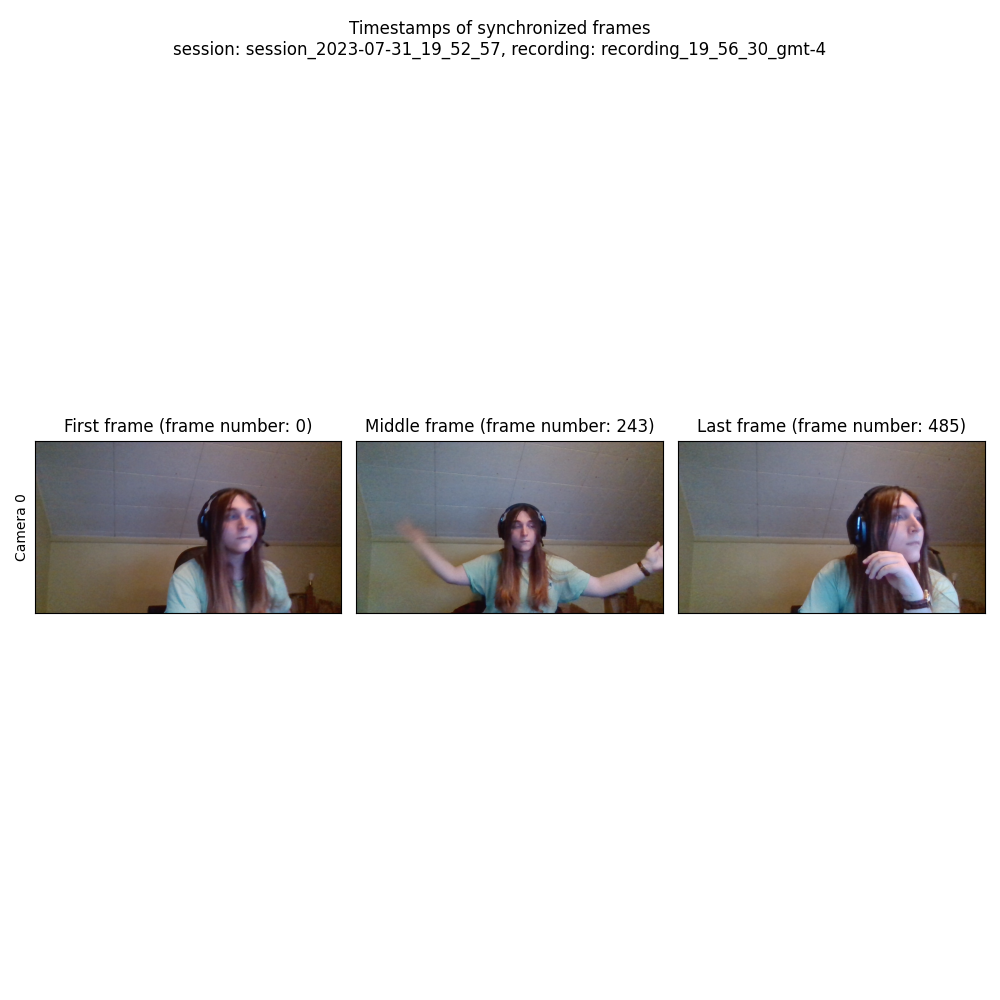 Timestamps of synchronized frames
session: session_2023-07-31_19_52_57, recording: recording_19_56_30_gmt-4
First frame (frame number: 0)
Middle frame (frame number: 243)
Last frame (frame number: 485)
Camera 0